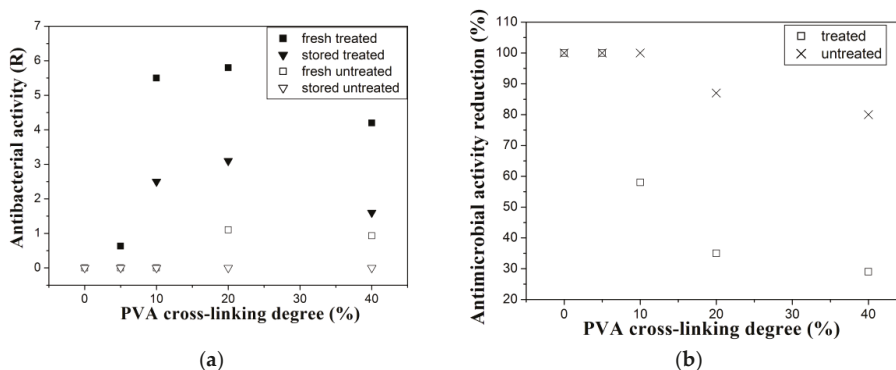 Antibacterial activity (R)
7
6
5
4
3
2
1
0
fresh treated
stored treated
fresh untreated
stored untreated
0 10 20 30 40
PVA cross-linking degree (%)
(a)
Antimicrobial activity reduction (%)
110
100
90
80
70
60
50
40
30
20
treated
untreated
0 10 20 30 40
PVA cross-linking degree (%)
(b)